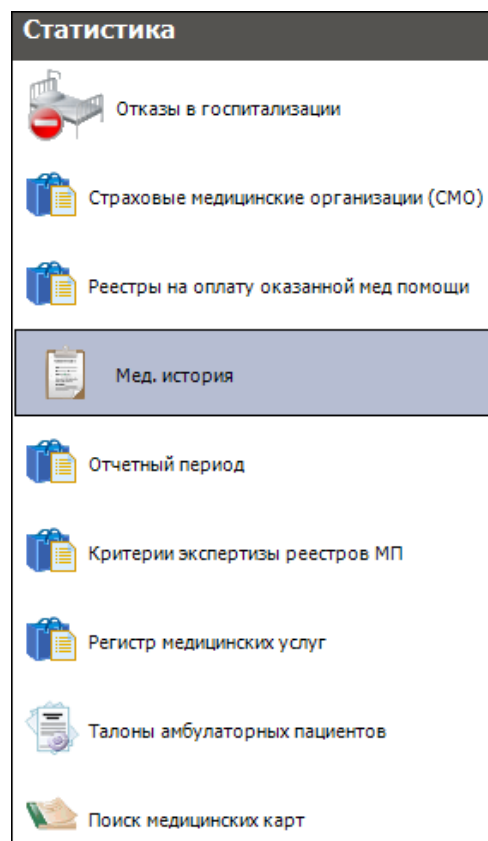 Статистика
Отказы в госпитализации
Страховые медицинские организации (СМО)
Реестры на оплату оказанной мед помощи
Мед. история
Отчетный период
Критерии экспертизы реестров МП
Регистр медицинских услуг
Талоны амбулаторных пациентов
Поиск медицинских карт